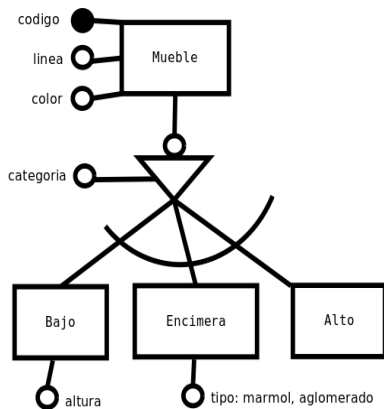 codigo
linea
color
Mueble
categoria
Bajo
Encimera
Alto
altura
tipo: marmol, aglomerado